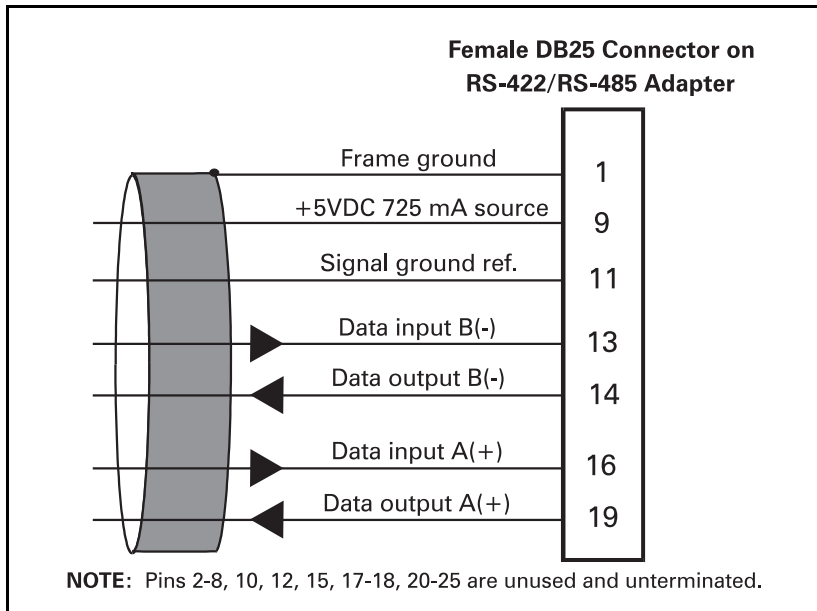 Female DB25 Connector on
RS-422/RS-485 Adapter
Frame ground 1
+5VDC 725 mA source 9
Signal ground ref. 11
Data input B(-) 13
Data output B(-) 14
Data input A(+) 16
Data output A(+) 19
NOTE: Pins 2-8, 10, 12, 15, 17-18, 20-25 are unused and unterminated.